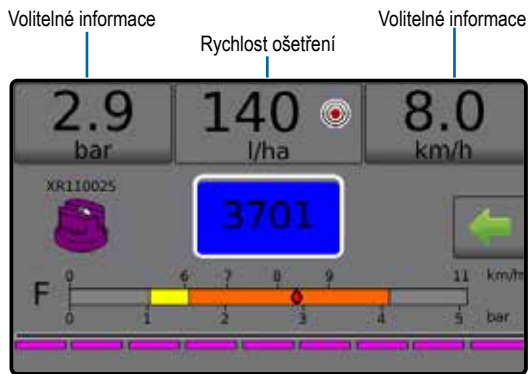 Volitelné informace
Rychlost ošetření
Volitelné informace
2.9
bar
140
l/ha
8.0
km/h
XR110025
3701
F
0 6 7 8 9 11 km/h
0 1 2 3 4 5 bar